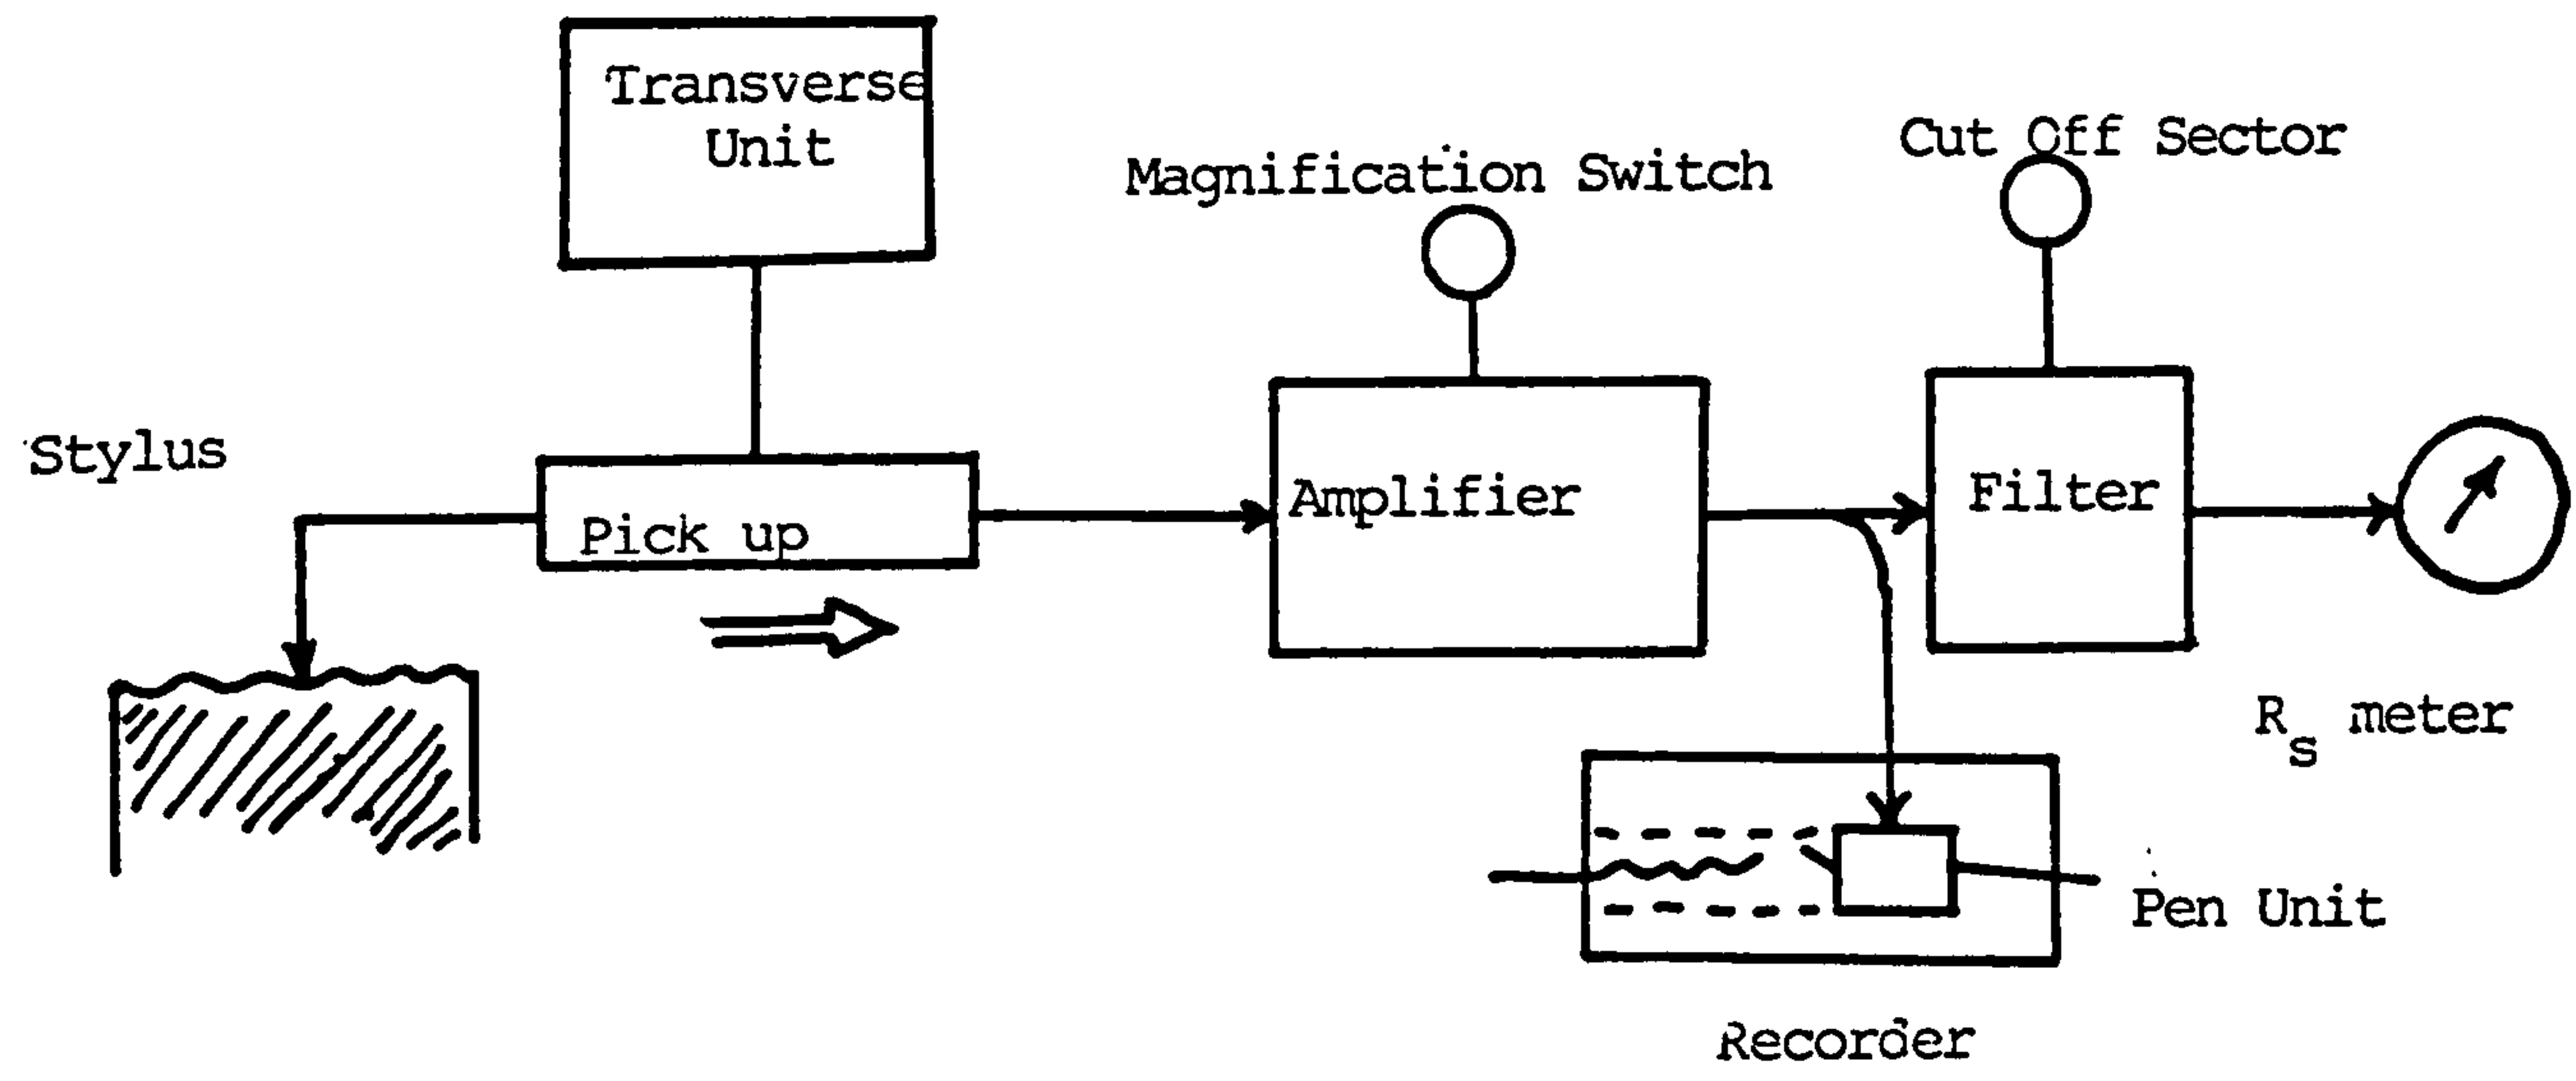 Transverse
Unit
Cut Off Sector
Magnification Switch
Stylus
Pick up
Amplifier
Filter
Rs meter
Pen Unit
Recorder